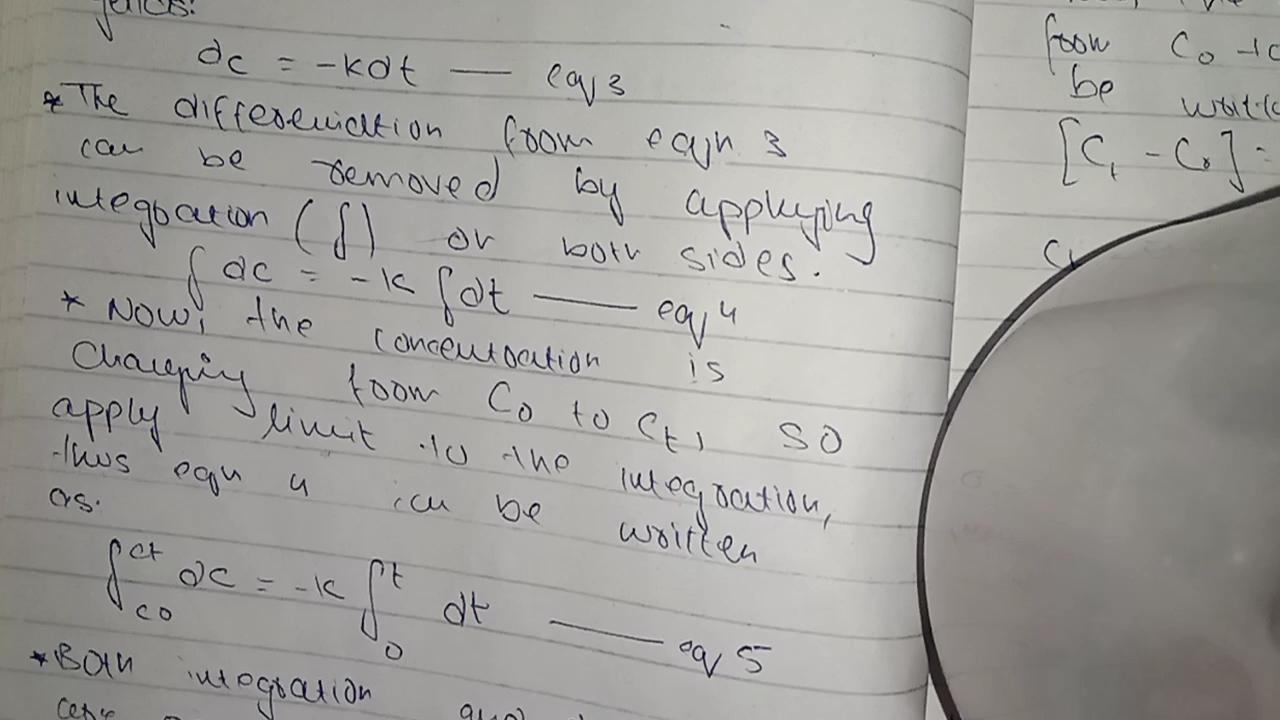 dc = -kdt — eq 3
* The differenciation from eqn 3
can be removed by applying
integration (∫) on both sides.
∫ dc = -k ∫ dt — eq 4
* Now, the concentration is
changing from C₀ to Cₜ, so
apply limit to the integration,
thus eqn 4 can be written
as.
∫ct c0 dc = -k ∫t 0 dt — eq 5
* Both integration and
from C₀
be
[Cₜ - C₀] =
Cₜ